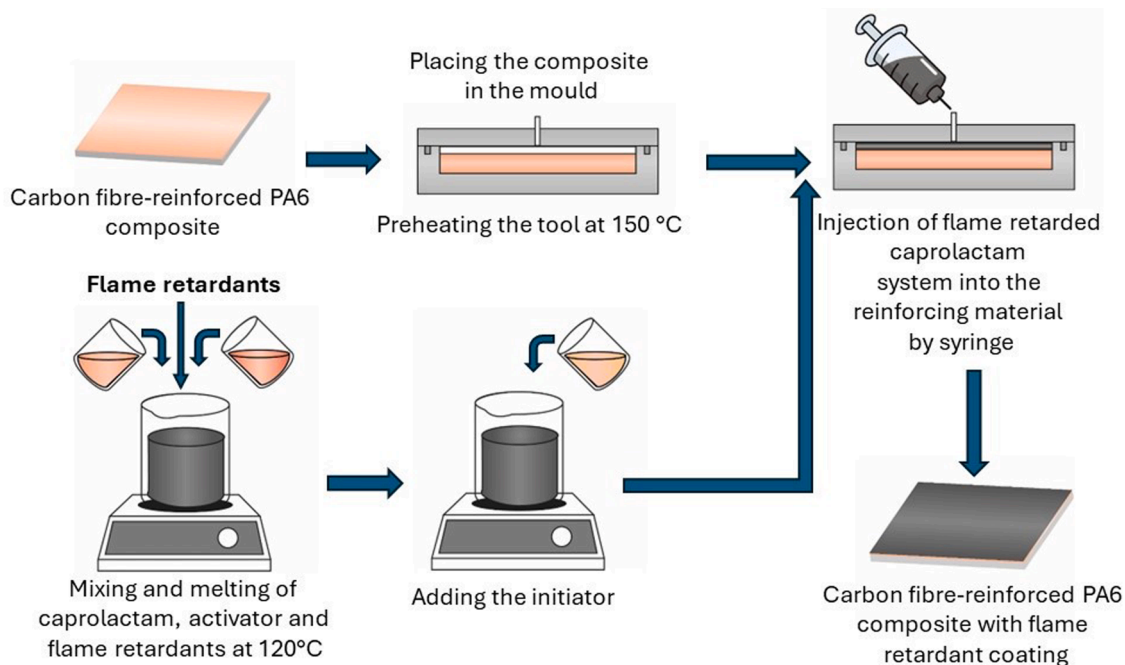 Carbon fibre-reinforced PA6
composite
Placing the composite
in the mould
Preheating the tool at 150 °C
Injection of flame retarded
caprolactam
system into the
reinforcing material
by syringe
Flame retardants
Mixing and melting of
caprolactam, activator and
flame retardants at 120°C
Adding the initiator
Carbon fibre-reinforced PA6
composite with flame
retardant coating